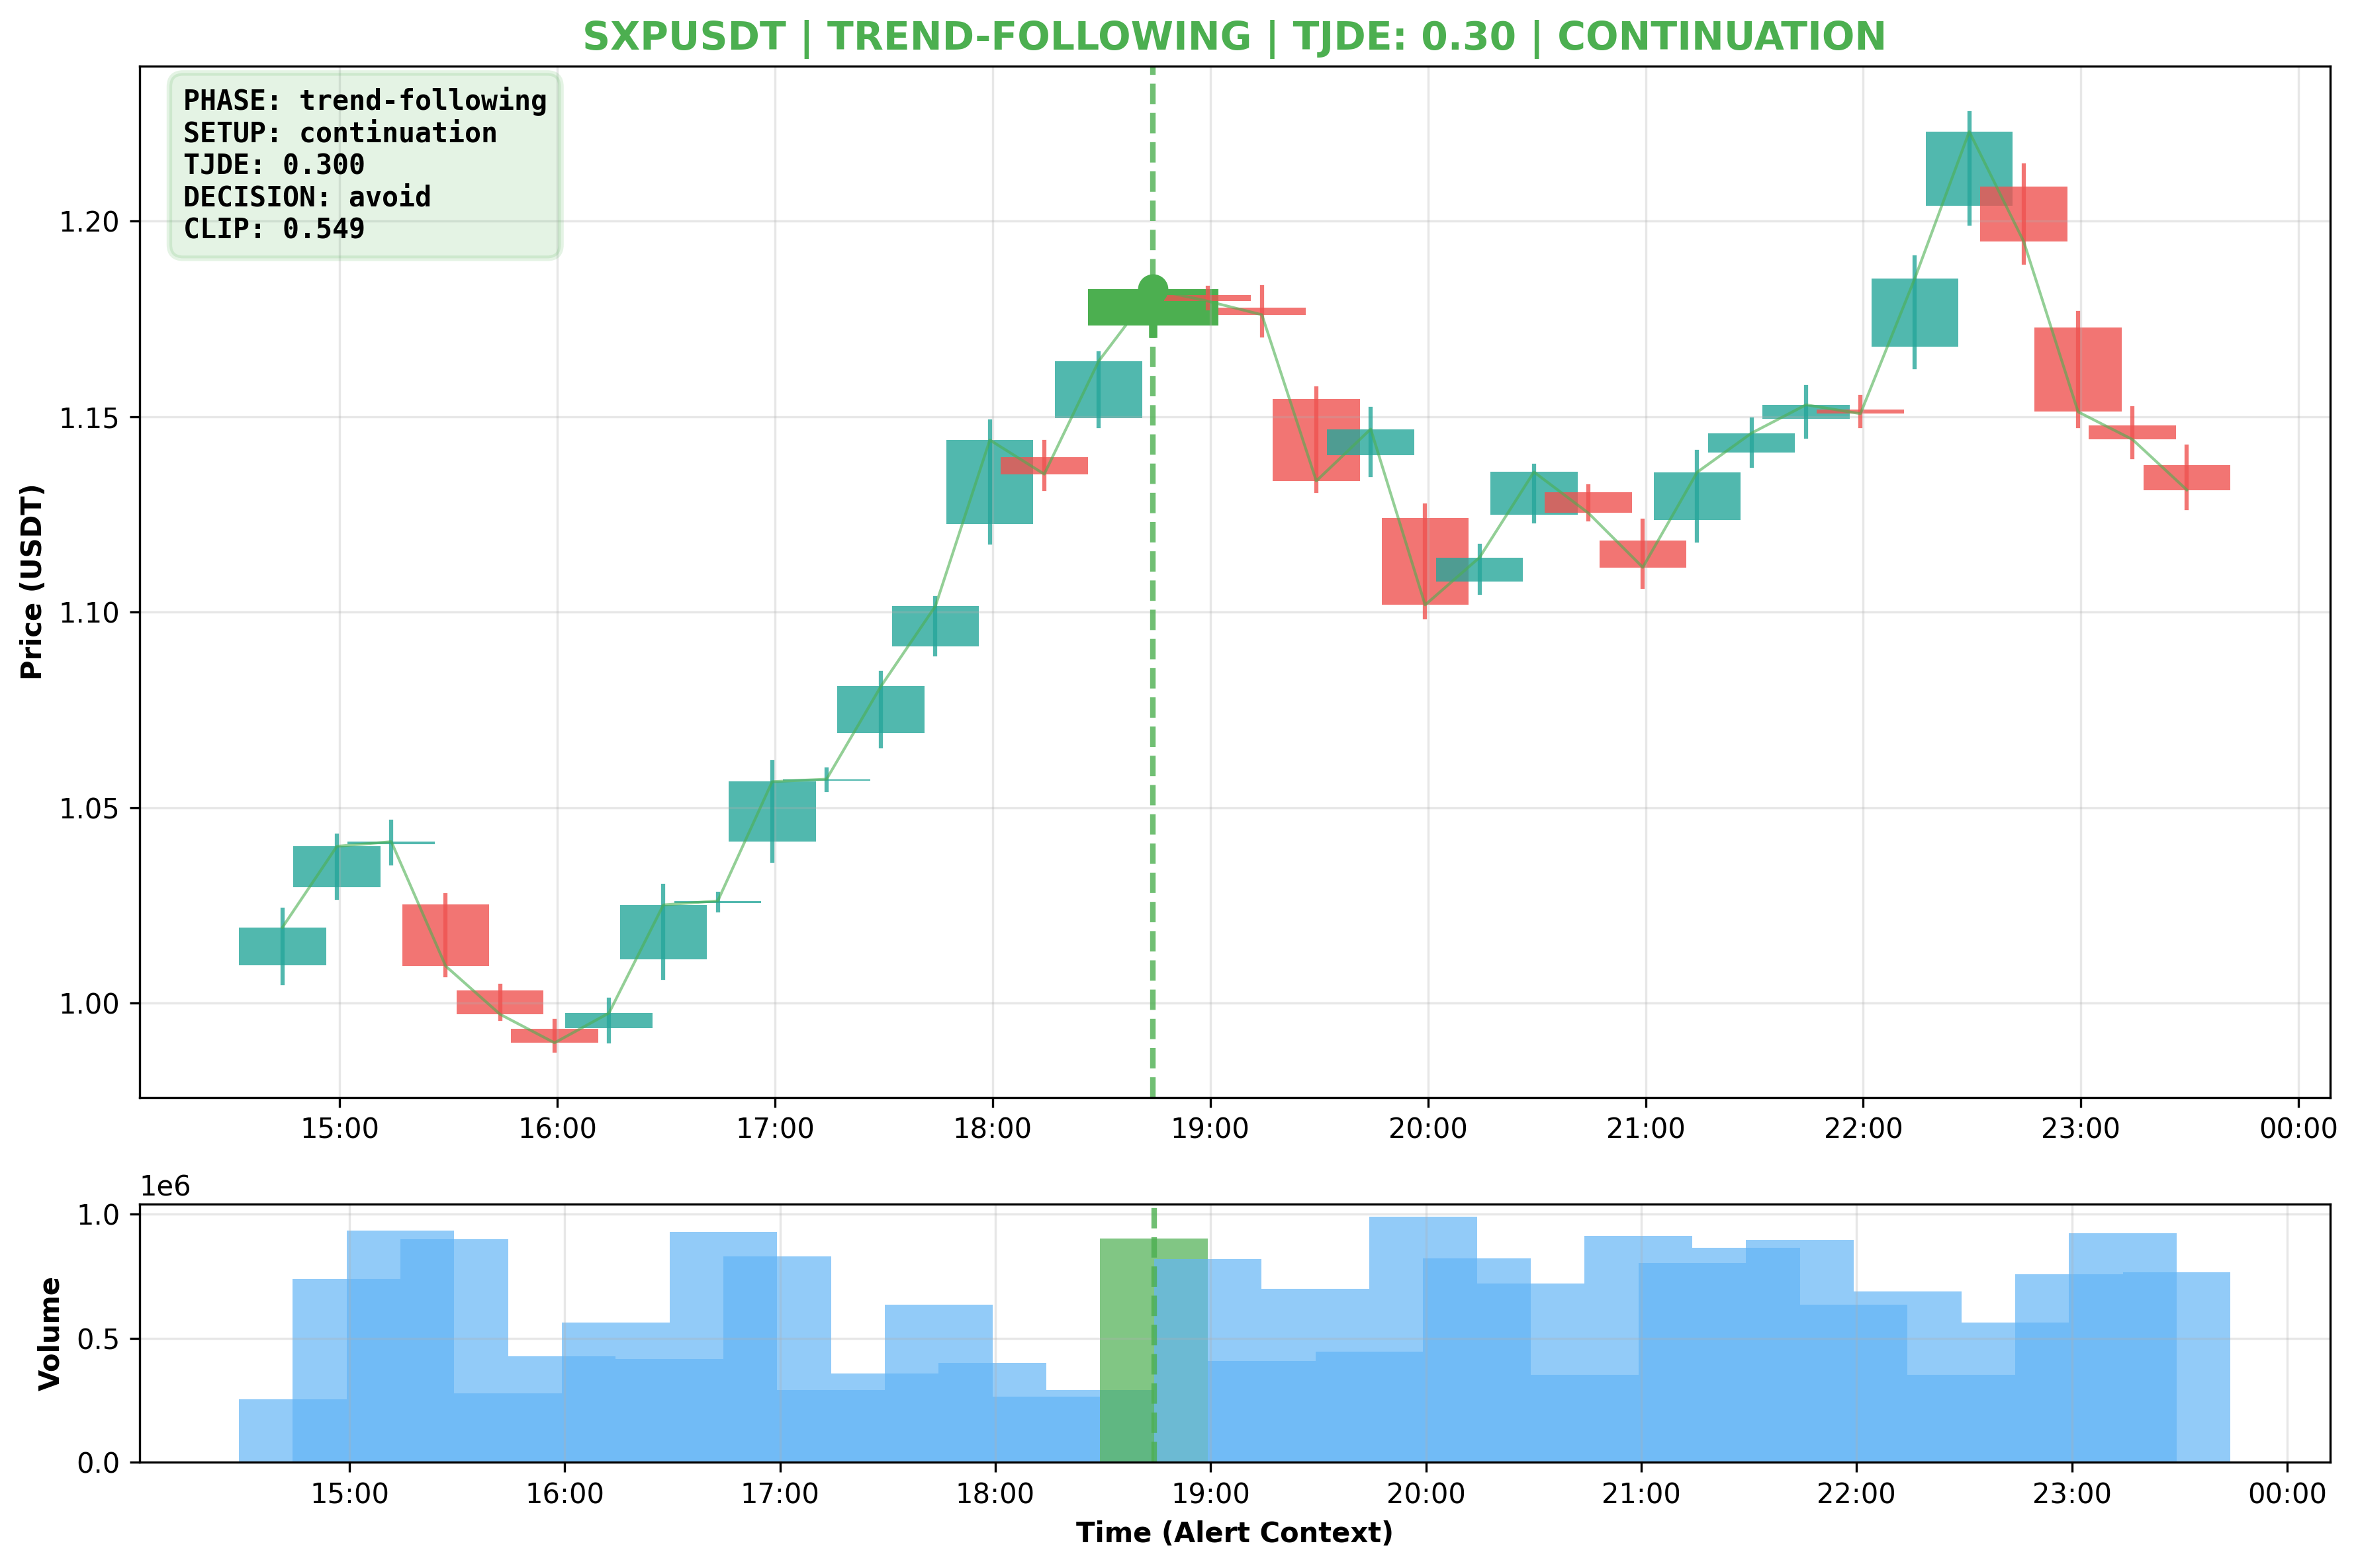 SXPUSDT | TREND-FOLLOWING | TJDE: 0.30 | CONTINUATION
PHASE: trend-following
SETUP: continuation
TJDE: 0.300
DECISION: avoid
CLIP: 0.549
Price (USDT)
1.20
1.15
1.10
1.05
1.00
15:00 16:00 17:00 18:00 19:00 20:00 21:00 22:00 23:00 00:00
1e6
Volume
1.0
0.5
0.0
15:00 16:00 17:00 18:00 19:00 20:00 21:00 22:00 23:00 00:00
Time (Alert Context)